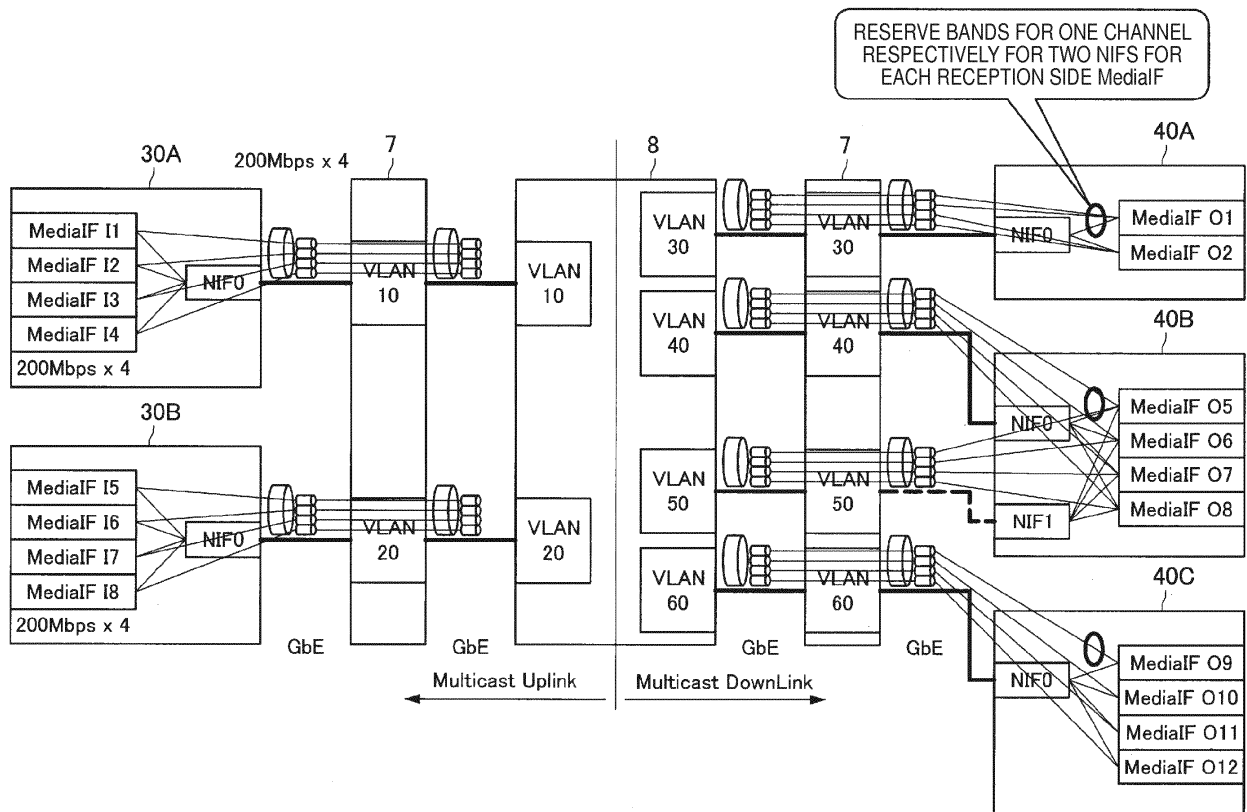 RESERVE BANDS FOR ONE CHANNEL
RESPECTIVELY FOR TWO NIFS FOR
EACH RECEPTION SIDE MediaIF
30A
200Mbps x 4
7
8
7
40A
MediaIF I1
MediaIF I2
MediaIF I3
MediaIF I4
NIF0
200Mbps x 4
VLAN
10
VLAN
10
VLAN
30
VLAN
30
NIF0
MediaIF O1
MediaIF O2
VLAN
40
VLAN
40
40B
NIF0
NIF1
MediaIF O5
MediaIF O6
MediaIF O7
MediaIF O8
30B
MediaIF I5
MediaIF I6
MediaIF I7
MediaIF I8
NIF0
200Mbps x 4
VLAN
20
VLAN
20
VLAN
50
VLAN
50
VLAN
60
VLAN
60
40C
NIF0
MediaIF O9
MediaIF O10
MediaIF O11
MediaIF O12
GbE
GbE
GbE
GbE
Multicast Uplink
Multicast DownLink